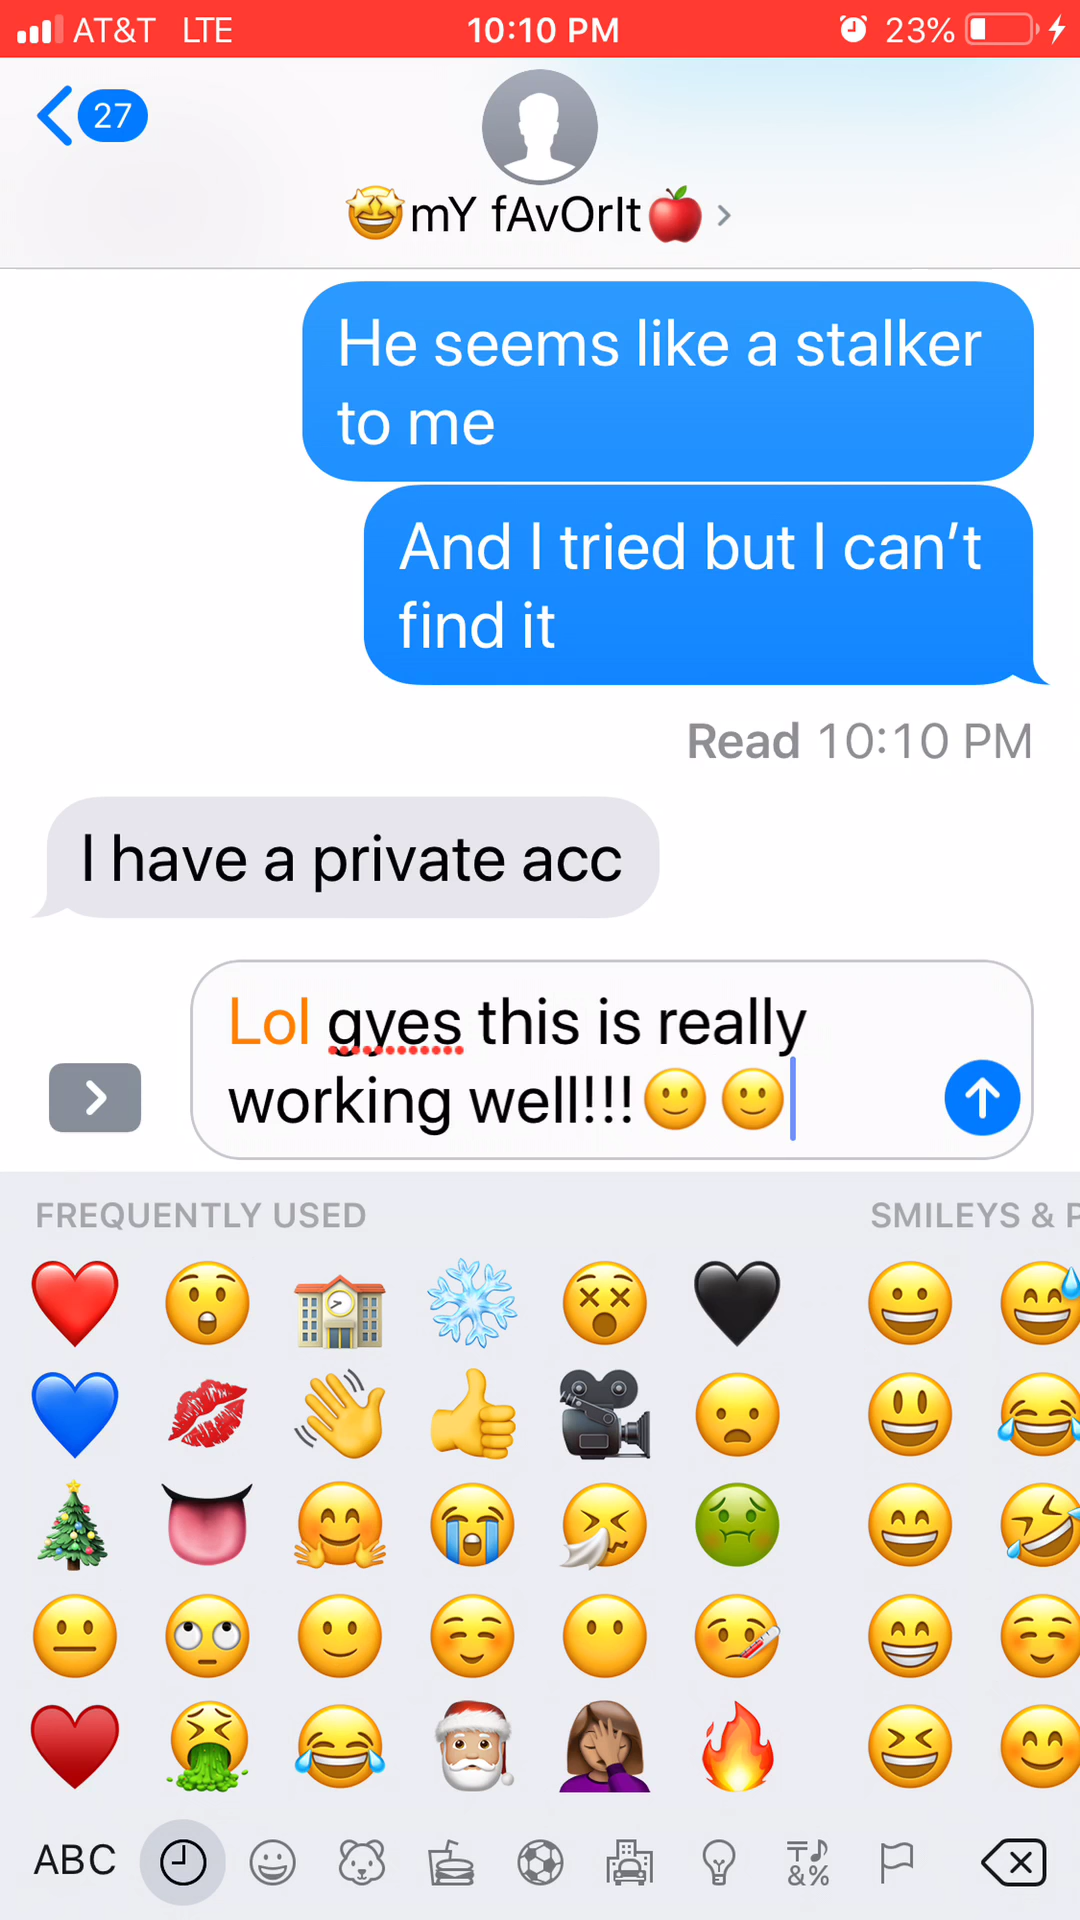 AT&T LTE 10:10 PM 23%
27
🤩mY fAvOrIt🍎
He seems like a stalker
to me
And I tried but I can't
find it
Read 10:10 PM
I have a private acc
Lol gyes this is really
working well!!!🙂🙂
FREQUENTLY USED SMILEYS & P
ABC